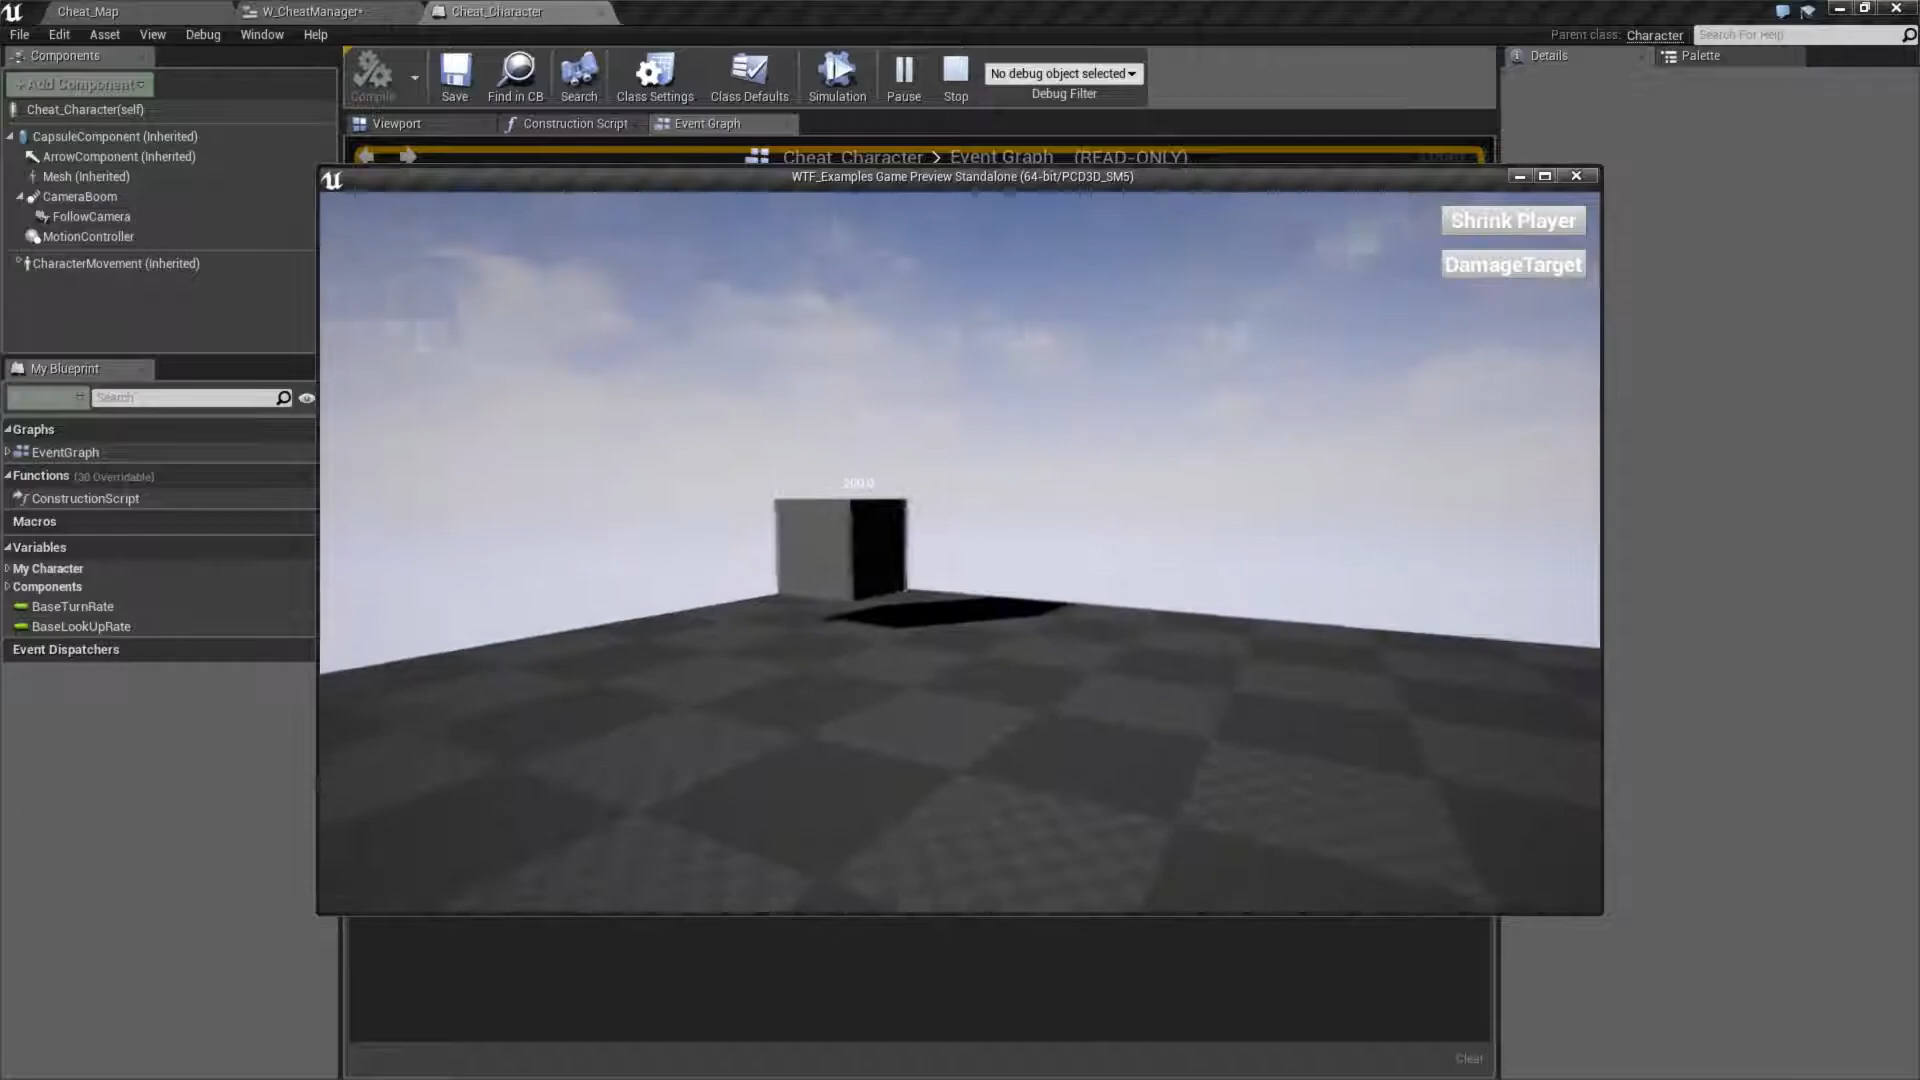 Cheat_Map
W_CheatManager*
Cheat_Character
File Edit Asset View Debug Window Help
Parent class: Character
Search For Help
Components
+Add Component
Cheat_Character(self)
CapsuleComponent (Inherited)
ArrowComponent (Inherited)
Mesh (Inherited)
CameraBoom
FollowCamera
MotionController
CharacterMovement (Inherited)
My Blueprint
Search
Graphs
EventGraph
Functions (30 Overridable)
ConstructionScript
Macros
Variables
My Character
Components
BaseTurnRate
BaseLookUpRate
Event Dispatchers
Compile
Save
Find in CB
Search
Class Settings
Class Defaults
Simulation
Pause
Stop
No debug object selected
Debug Filter
Viewport
Construction Script
Event Graph
Cheat_Character > Event Graph (READ-ONLY)
WTF_Examples Game Preview Standalone (64-bit/PCD3D_SM5)
Shrink Player
DamageTarget
200.0
Clear
Details
Palette